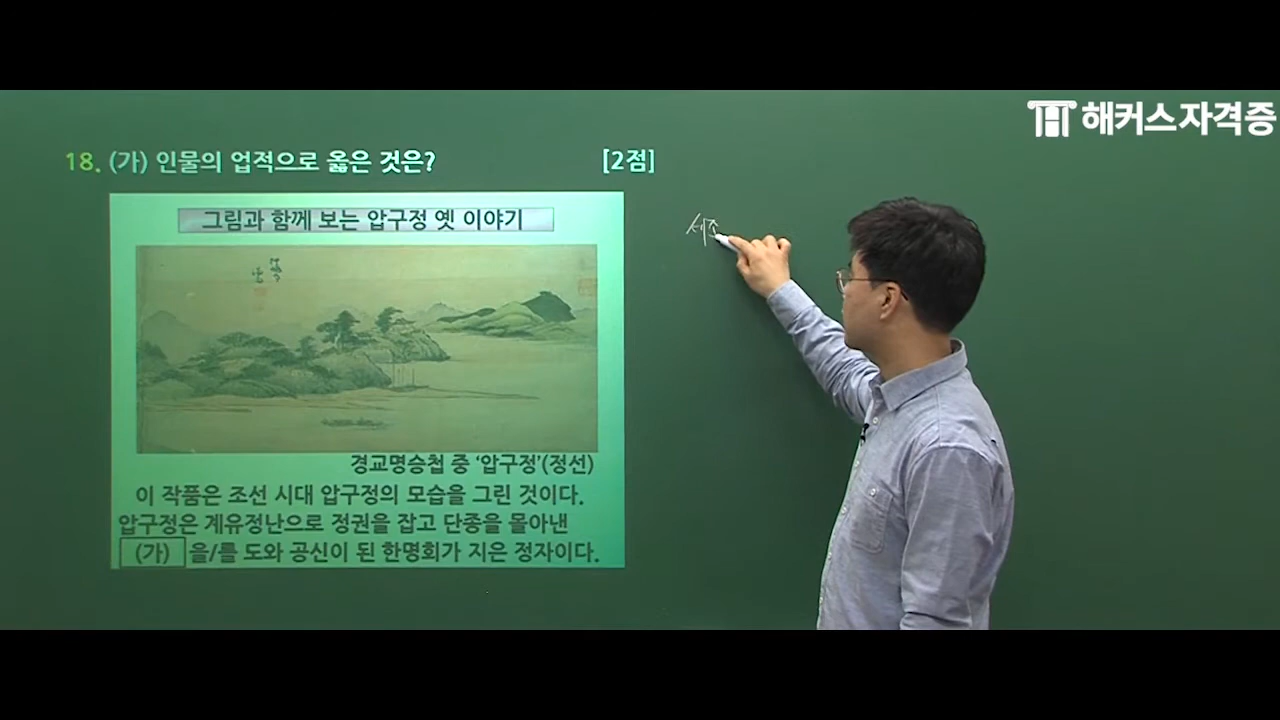 해커스자격증
18. (가) 인물의 업적으로 옳은 것은? [2점]
그림과 함께 보는 압구정 옛 이야기
세조
경교명승첩 중 '압구정'(정선)
이 작품은 조선 시대 압구정의 모습을 그린 것이다.
압구정은 계유정난으로 정권을 잡고 단종을 몰아낸
(가) 을/를 도와 공신이 된 한명회가 지은 정자이다.